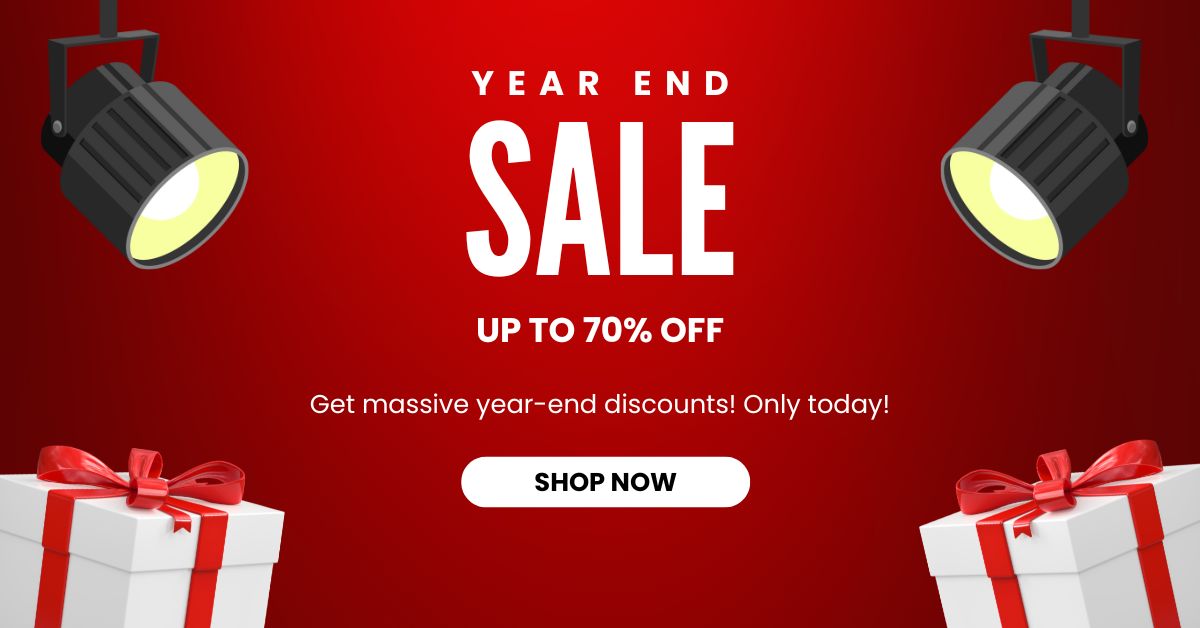 YEAR END
SALE
UP TO 70% OFF
Get massive year-end discounts! Only today!
SHOP NOW